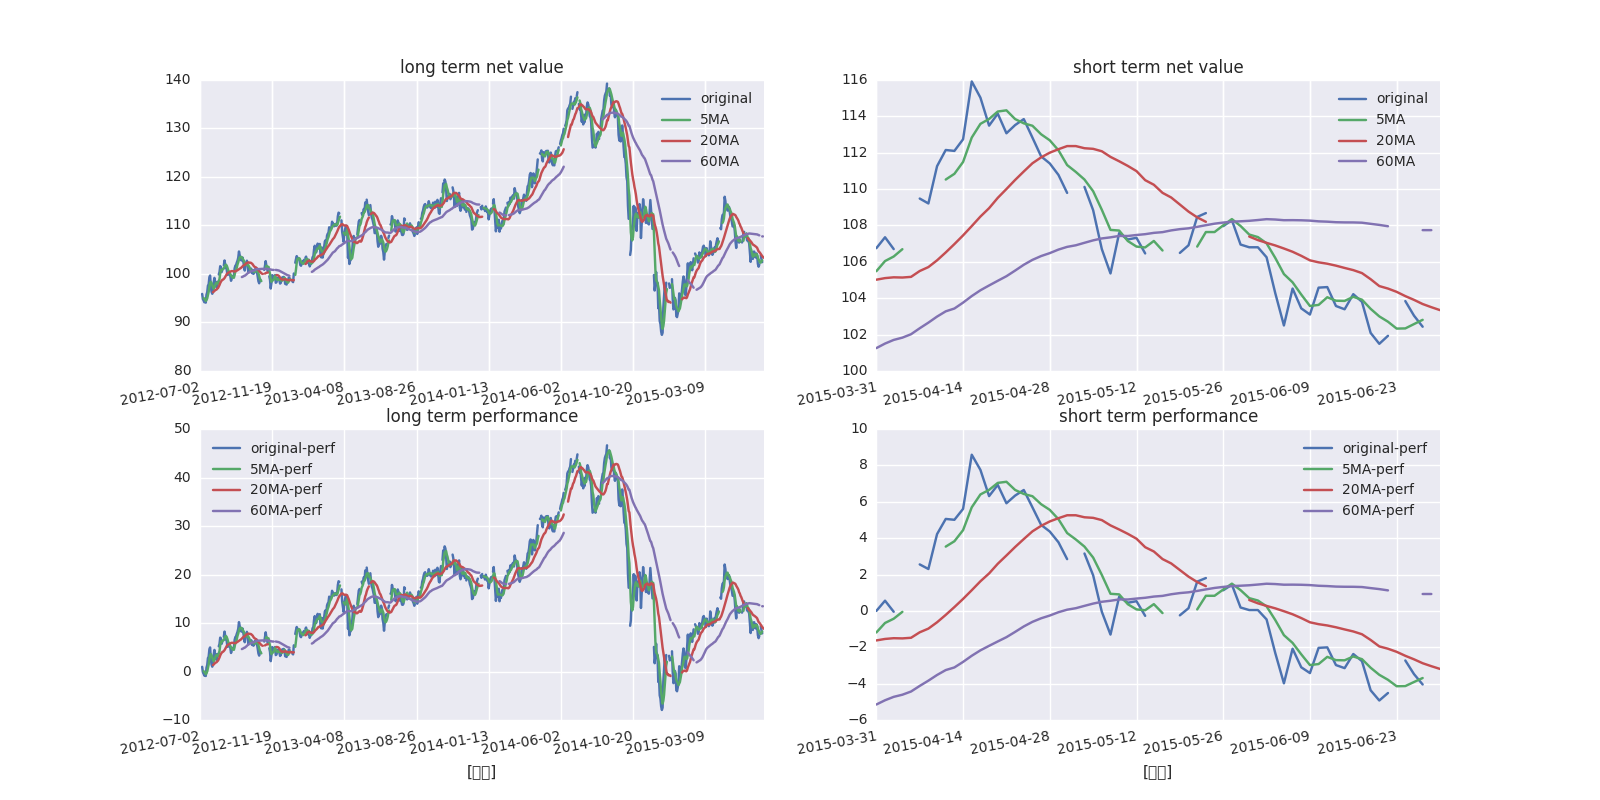 long term net value
140
130
120
110
100
90
80
original
5MA
20MA
60MA
2012-07-02 2012-11-19 2013-04-08 2013-08-26 2014-01-13 2014-06-02 2014-10-20 2015-03-09
short term net value
116
114
112
110
108
106
104
102
100
original
5MA
20MA
60MA
2015-03-31 2015-04-14 2015-04-28 2015-05-12 2015-05-26 2015-06-09 2015-06-23
long term performance
50
40
30
20
10
0
−10
original-perf
5MA-perf
20MA-perf
60MA-perf
2012-07-02 2012-11-19 2013-04-08 2013-08-26 2014-01-13 2014-06-02 2014-10-20 2015-03-09
short term performance
10
8
6
4
2
0
−2
−4
−6
original-perf
5MA-perf
20MA-perf
60MA-perf
2015-03-31 2015-04-14 2015-04-28 2015-05-12 2015-05-26 2015-06-09 2015-06-23